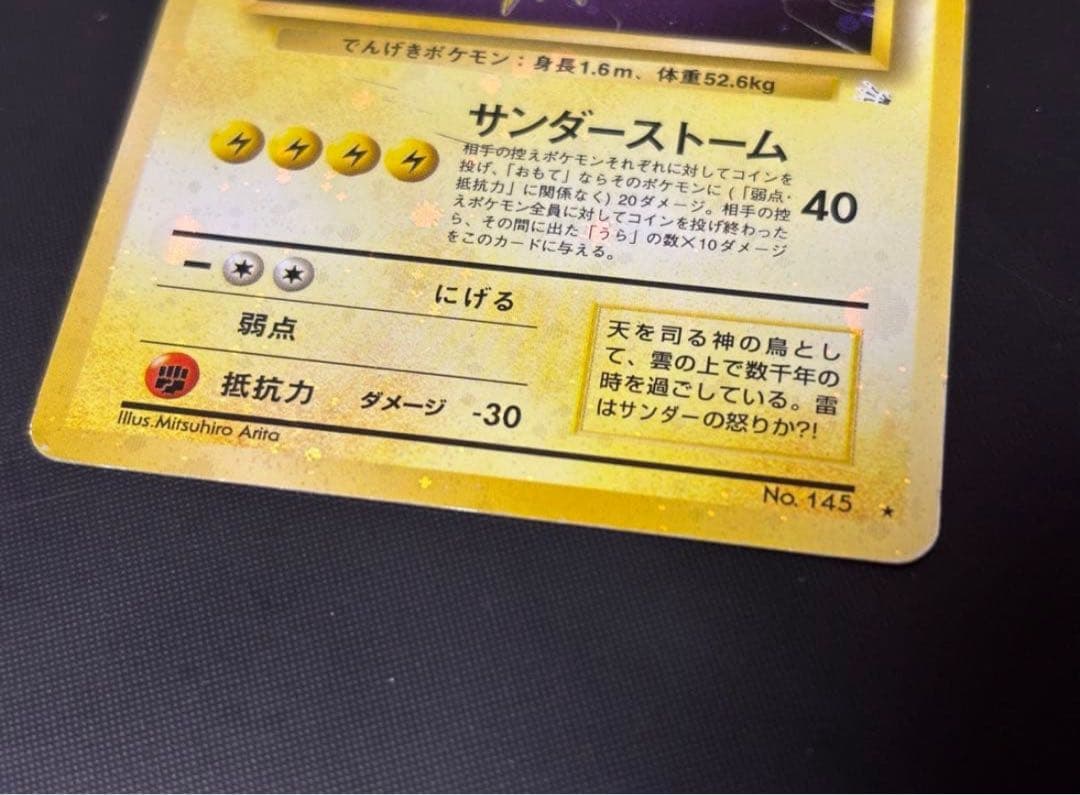 でんげきポケモン：身長1.6m、体重52.6kg
サンダーストーム
相手の控えポケモンそれぞれに対してコインを
投げ、「おもて」ならそのポケモンに（「弱点・
抵抗力」に関係なく）20ダメージ。相手の控
えポケモン全員に対してコインを投げ終わった
ら、その間に出た「うら」の数×10ダメージ
をこのカードに与える。
40
にげる
弱点
抵抗力 ダメージ -30
天を司る神の鳥とし
て、雲の上で数千年の
時を過ごしている。雷
はサンダーの怒りか?!
Illus.Mitsuhiro Arita
No. 145 ★